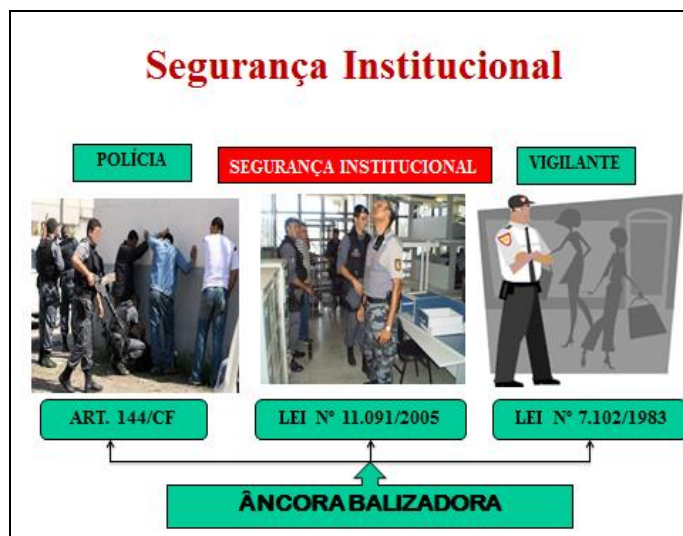 Segurança Institucional
POLÍCIA
SEGURANÇA INSTITUCIONAL
VIGILANTE
ART. 144/CF
LEI Nº 11.091/2005
LEI Nº 7.102/1983
ÂNCORA BALIZADORA